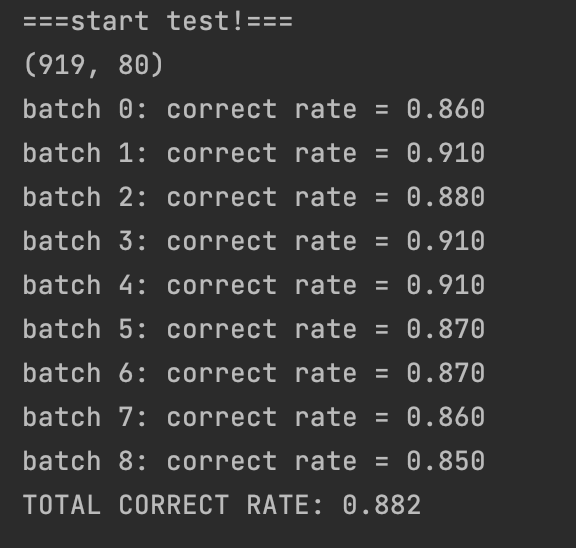 ===start test!===
(919, 80)
batch 0: correct rate = 0.860
batch 1: correct rate = 0.910
batch 2: correct rate = 0.880
batch 3: correct rate = 0.910
batch 4: correct rate = 0.910
batch 5: correct rate = 0.870
batch 6: correct rate = 0.870
batch 7: correct rate = 0.860
batch 8: correct rate = 0.850
TOTAL CORRECT RATE: 0.882